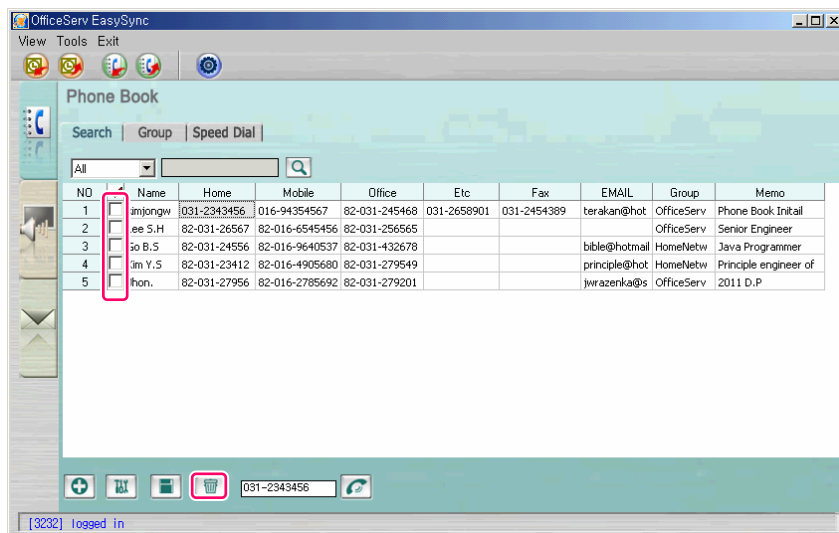 OfficeServ EasySync
View Tools Exit
Phone Book
Search | Group | Speed Dial |
All
NO Name Home Mobile Office Etc Fax EMAIL Group Memo
1 kimjongw 031-2343456 016-94354567 82-031-245468 031-2658901 031-2454389 terakan@hot OfficeServ Phone Book Initail
2 Lee S.H 82-031-26567 82-016-6545456 82-031-256565 OfficeServ Senior Engineer
3 Go B.S 82-031-24556 82-016-9640537 82-031-432678 bible@hotmail HomeNetw Java Programmer
4 Kim Y.S 82-031-23412 82-016-4905680 82-031-279549 principle@hot HomeNetw Principle engineer of
5 Jhon. 82-031-27956 82-016-2785692 82-031-279201 jwrazenka@s OfficeServ 2011 D.P
031-2343456
[3232] logged in